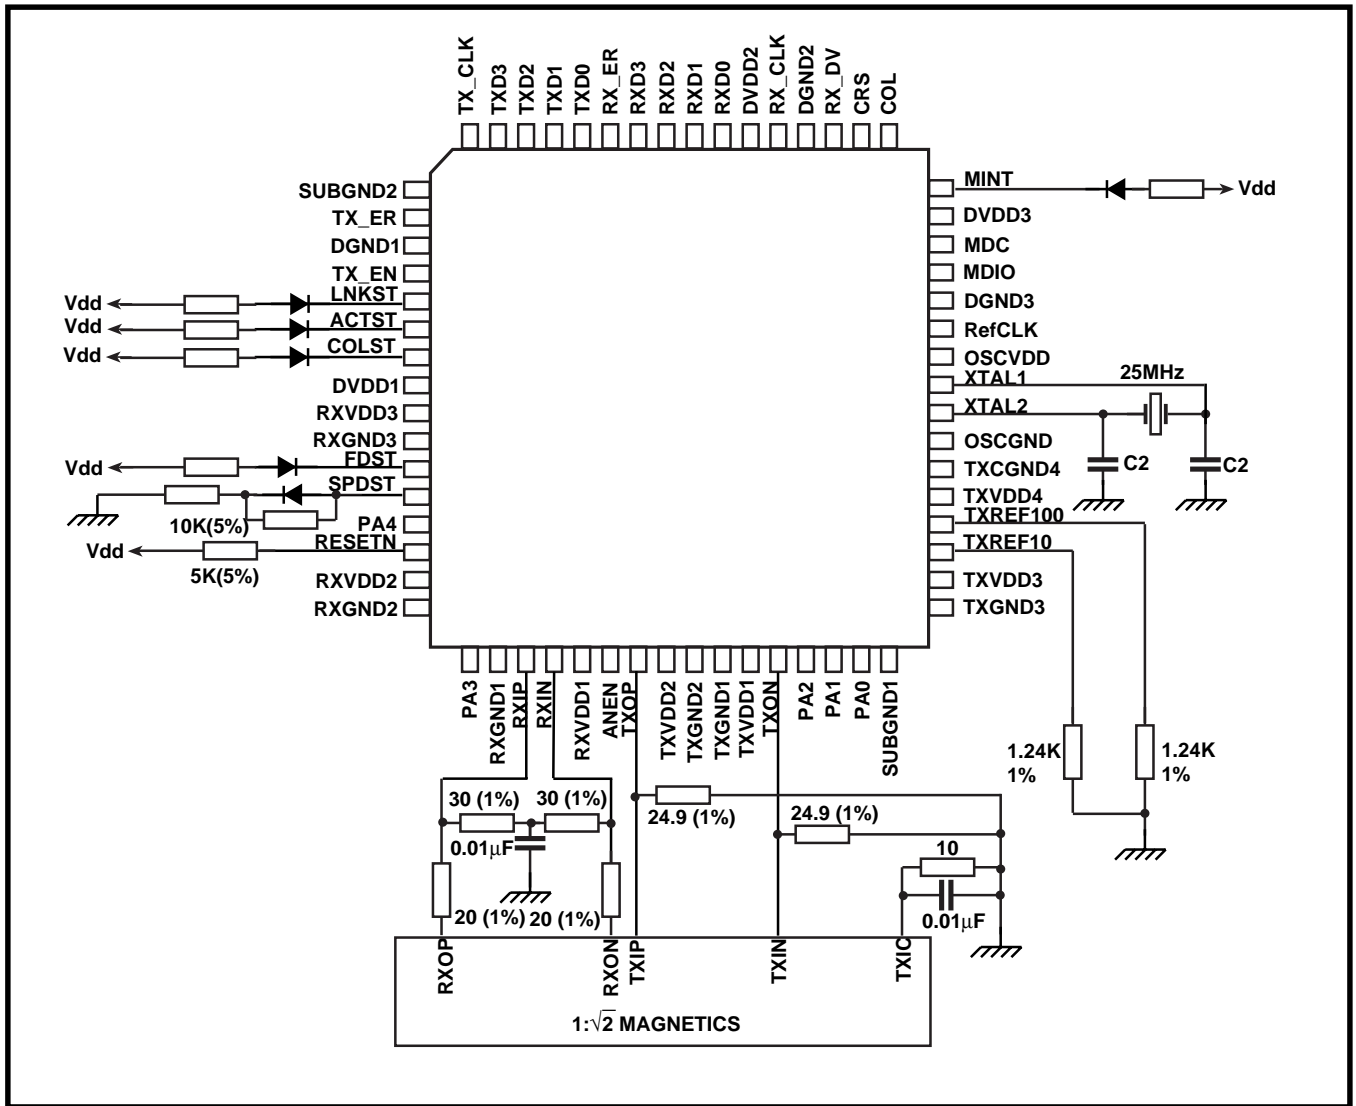 TX_CLK
TXD3
TXD2
TXD1
TXD0
RX_ER
RXD3
RXD2
RXD1
RXD0
DVDD2
RX_CLK
DGND2
RX_DV
CRS
COL
SUBGND2
TX_ER
DGND1
TX_EN
Vdd
LNKST
Vdd
ACTST
Vdd
COLST
DVDD1
RXVDD3
RXGND3
Vdd
FDST
SPDST
10K(5%)
PA4
Vdd
RESETN
5K(5%)
RXVDD2
RXGND2
MINT
Vdd
DVDD3
MDC
MDIO
DGND3
RefCLK
OSCVDD
XTAL1
25MHz
XTAL2
OSCGND
C2
C2
TXCGND4
TXVDD4
TXREF100
TXREF10
TXVDD3
TXGND3
PA3
RXGND1
RXIP
RXIN
RXVDD1
ANEN
TXOP
TXVDD2
TXGND2
TXGND1
TXVDD1
TXON
PA2
PA1
PA0
SUBGND1
1.24K
1%
1.24K
1%
30 (1%)
30 (1%)
24.9 (1%)
24.9 (1%)
0.01µF
10
20 (1%)
20 (1%)
0.01µF
RXOP
RXON
TXIP
TXIN
TXIC
1:√2 MAGNETICS